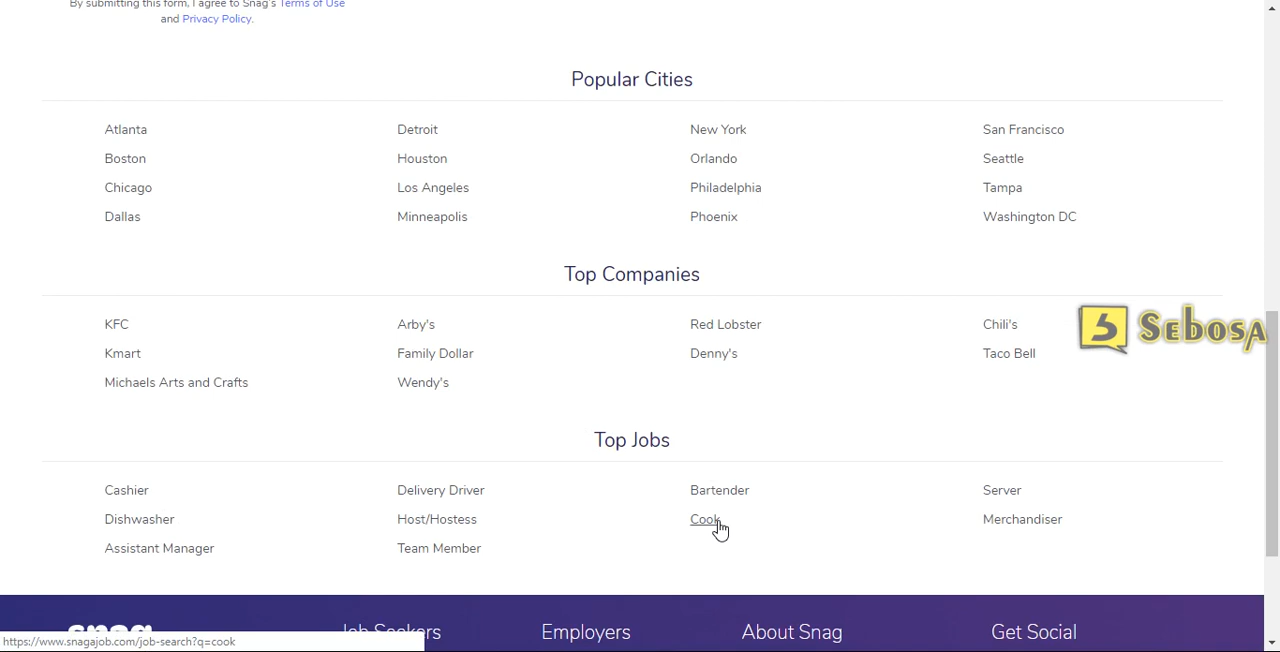 By submitting this form, I agree to Snag's Terms of Use
and Privacy Policy.
Popular Cities
Atlanta Detroit New York San Francisco
Boston Houston Orlando Seattle
Chicago Los Angeles Philadelphia Tampa
Dallas Minneapolis Phoenix Washington DC
Top Companies
KFC Arby's Red Lobster Chili's
Kmart Family Dollar Denny's Taco Bell
Michaels Arts and Crafts Wendy's
SEBOSA
Top Jobs
Cashier Delivery Driver Bartender Server
Dishwasher Host/Hostess Cook Merchandiser
Assistant Manager Team Member
snag Job Seekers Employers About Snag Get Social
https://www.snagajob.com/job-search?q=cook